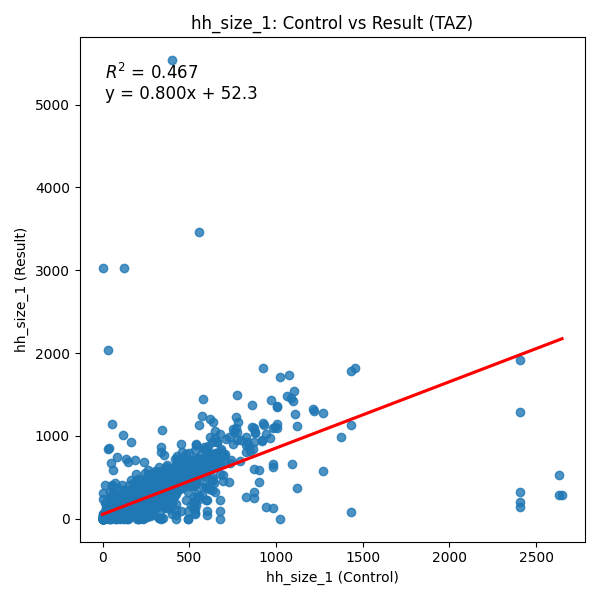 hh_size_1: Control vs Result (TAZ)
R² = 0.467
y = 0.800x + 52.3
5000
4000
3000
2000
1000
0
hh_size_1 (Result)
0 500 1000 1500 2000 2500
hh_size_1 (Control)